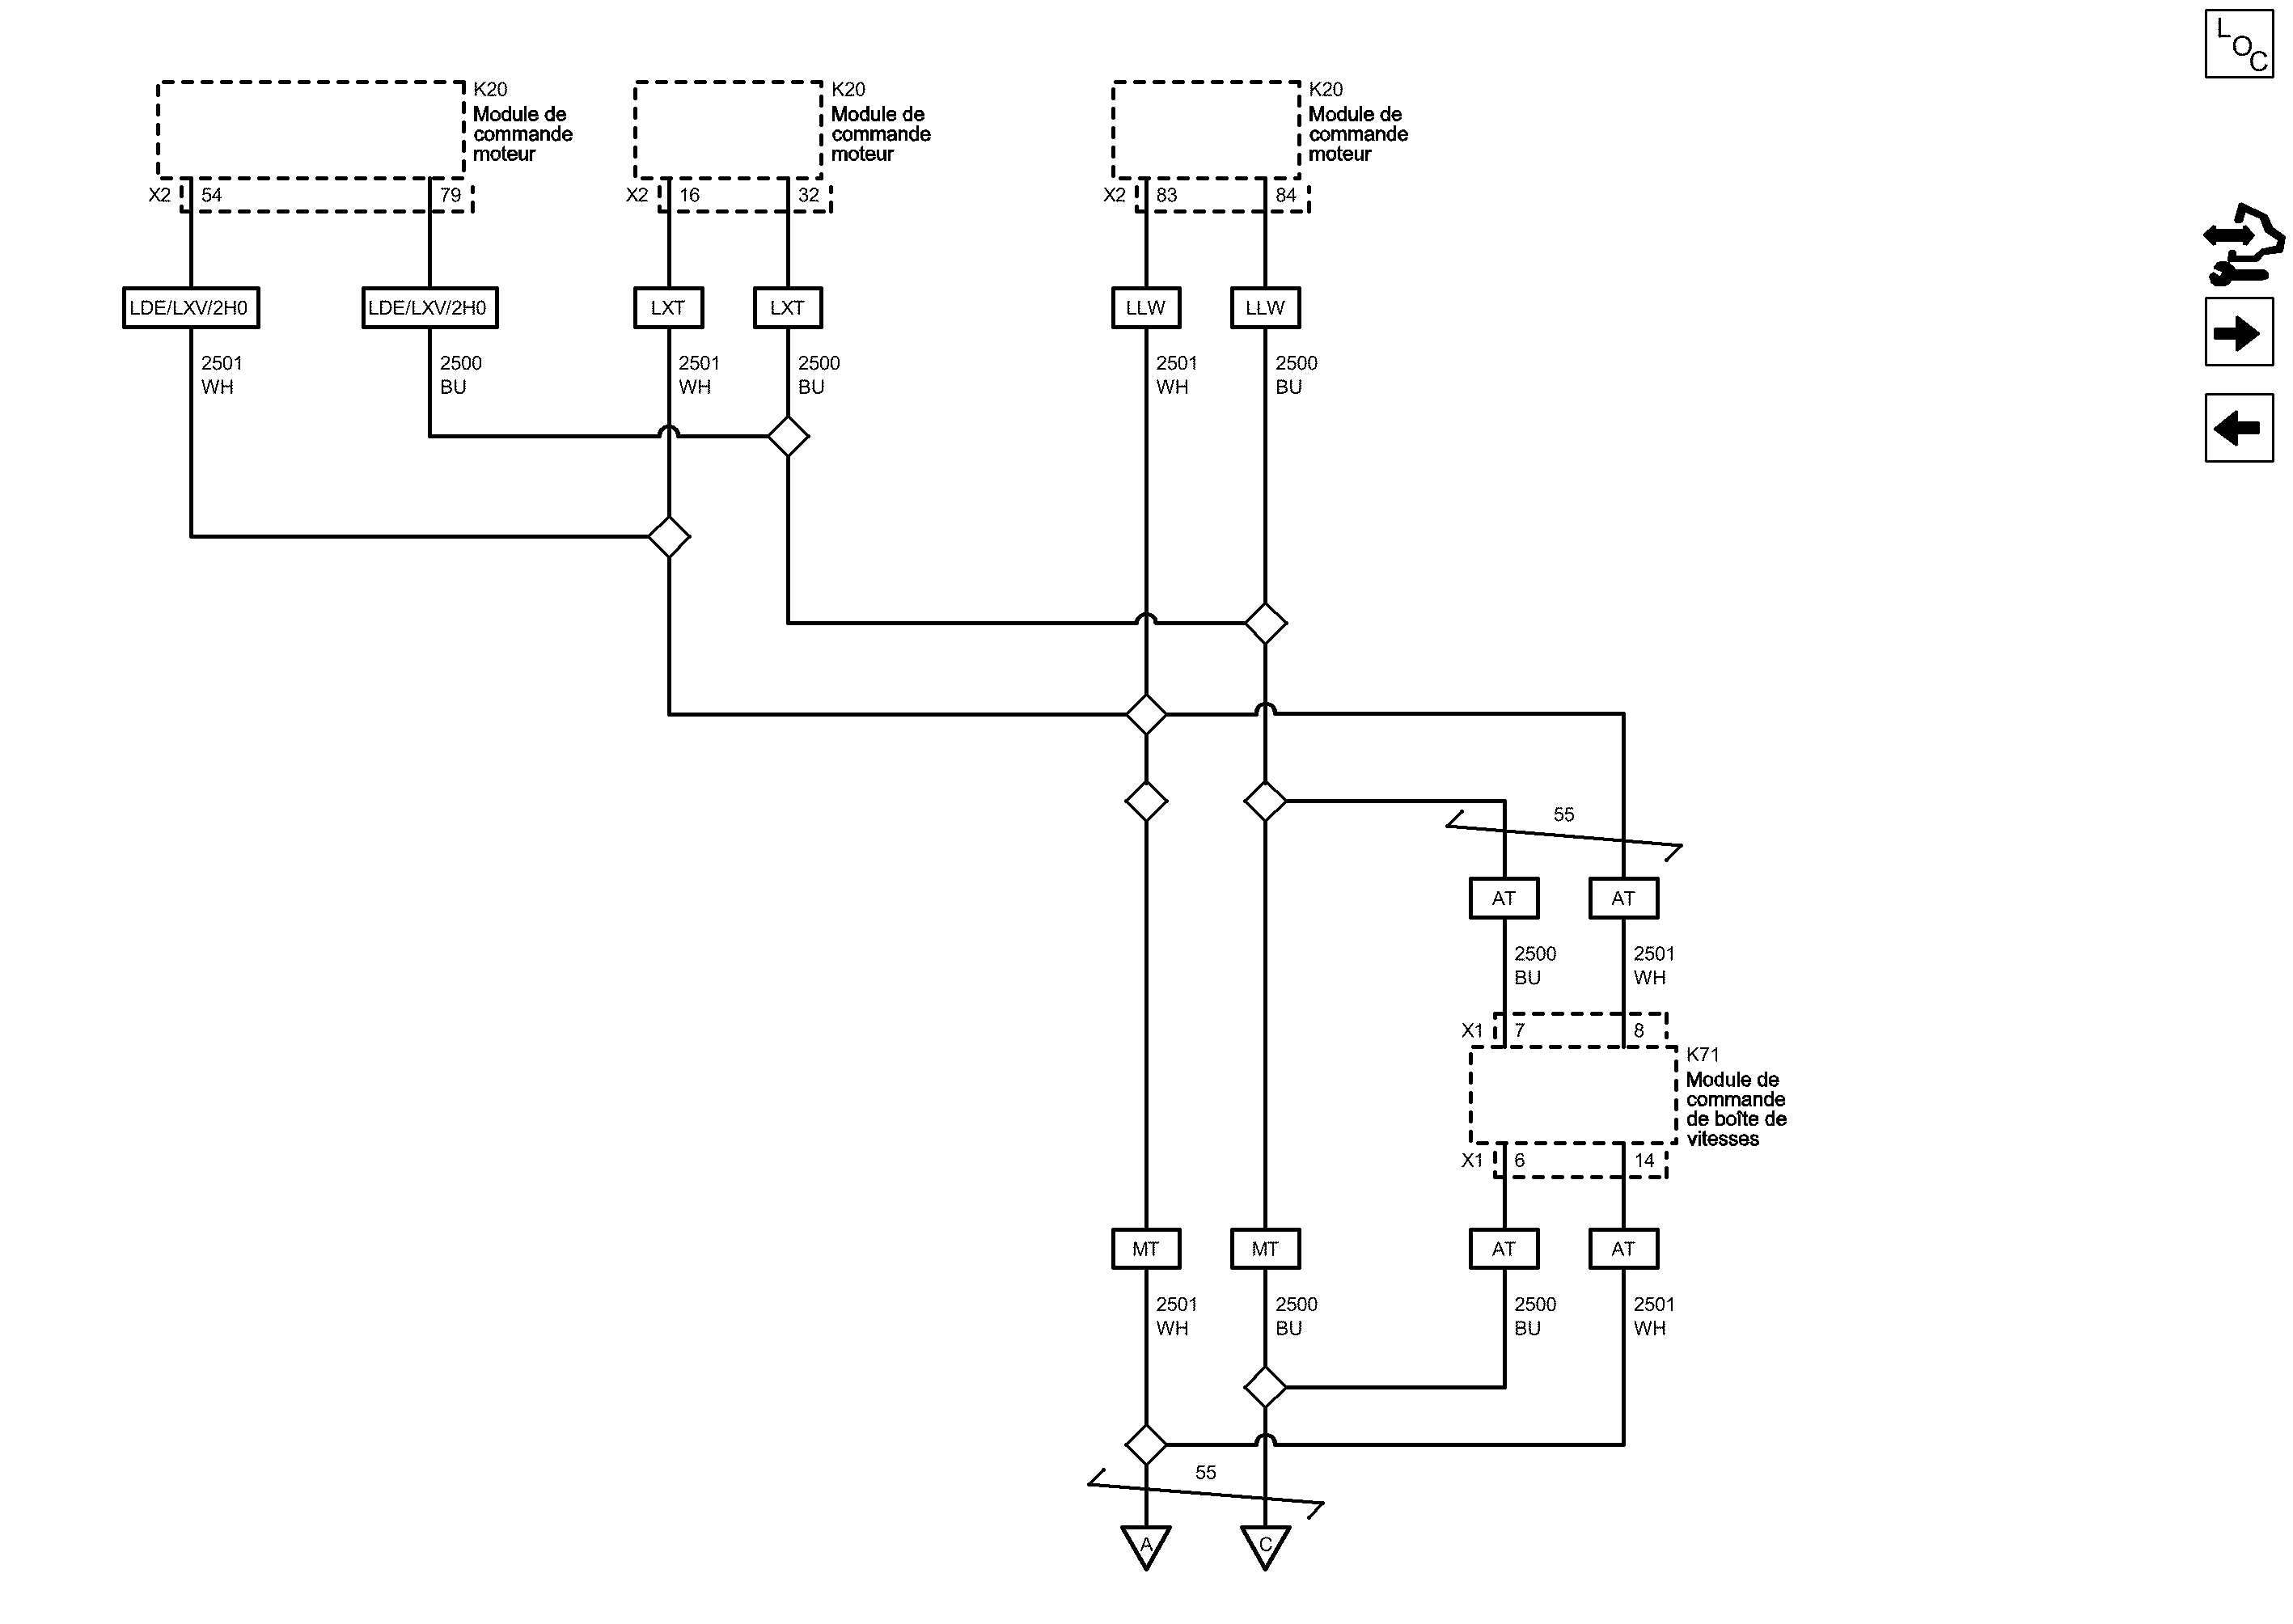 LOC
K20
Module de
commande
moteur
K20
Module de
commande
moteur
K20
Module de
commande
moteur
X2 54 79
X2 16 32
X2 83 84
LDE/LXV/2H0 LDE/LXV/2H0 LXT LXT LLW LLW
2501 2500 2501 2500 2501 2500
WH BU WH BU WH BU
55
AT AT
2500 2501
BU WH
X1 7 8
K71
Module de
commande
de boîte de
vitesses
X1 6 14
MT MT AT AT
2501 2500 2500 2501
WH BU BU WH
55
A C